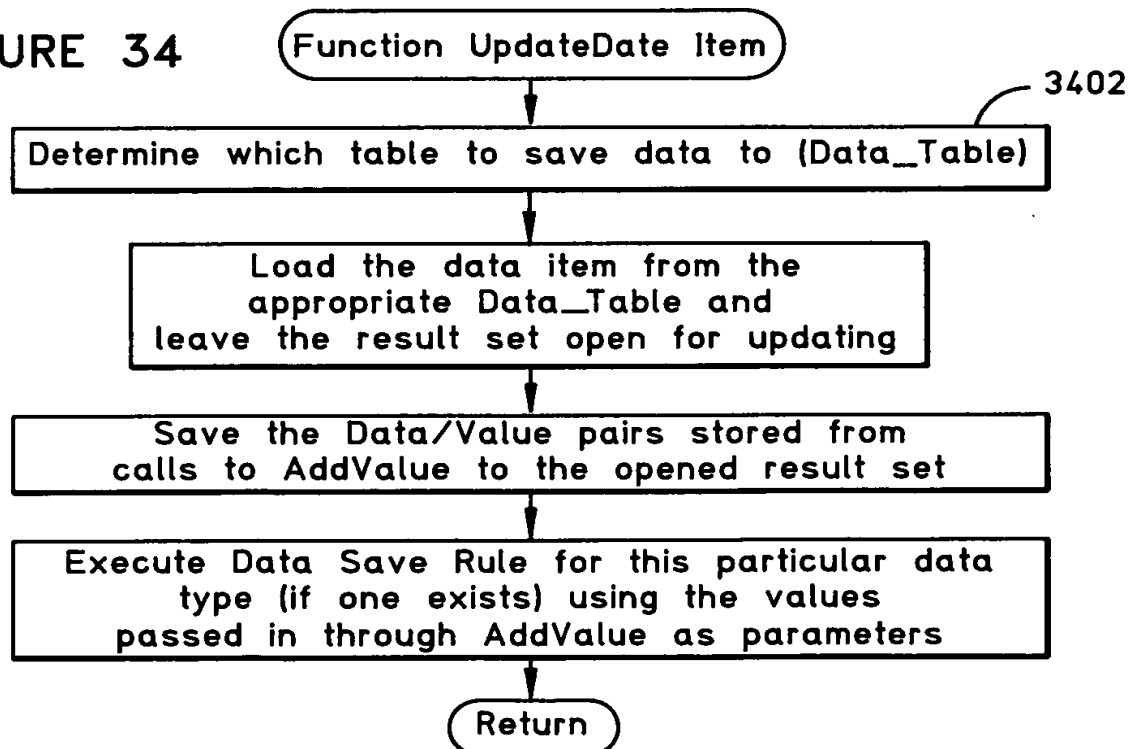 URE 34
Function UpdateDate Item
3402
Determine which table to save data to (Data_Table)
Load the data item from the
appropriate Data_Table and
leave the result set open for updating
Save the Data/Value pairs stored from
calls to AddValue to the opened result set
Execute Data Save Rule for this particular data
type (if one exists) using the values
passed in through AddValue as parameters
Return